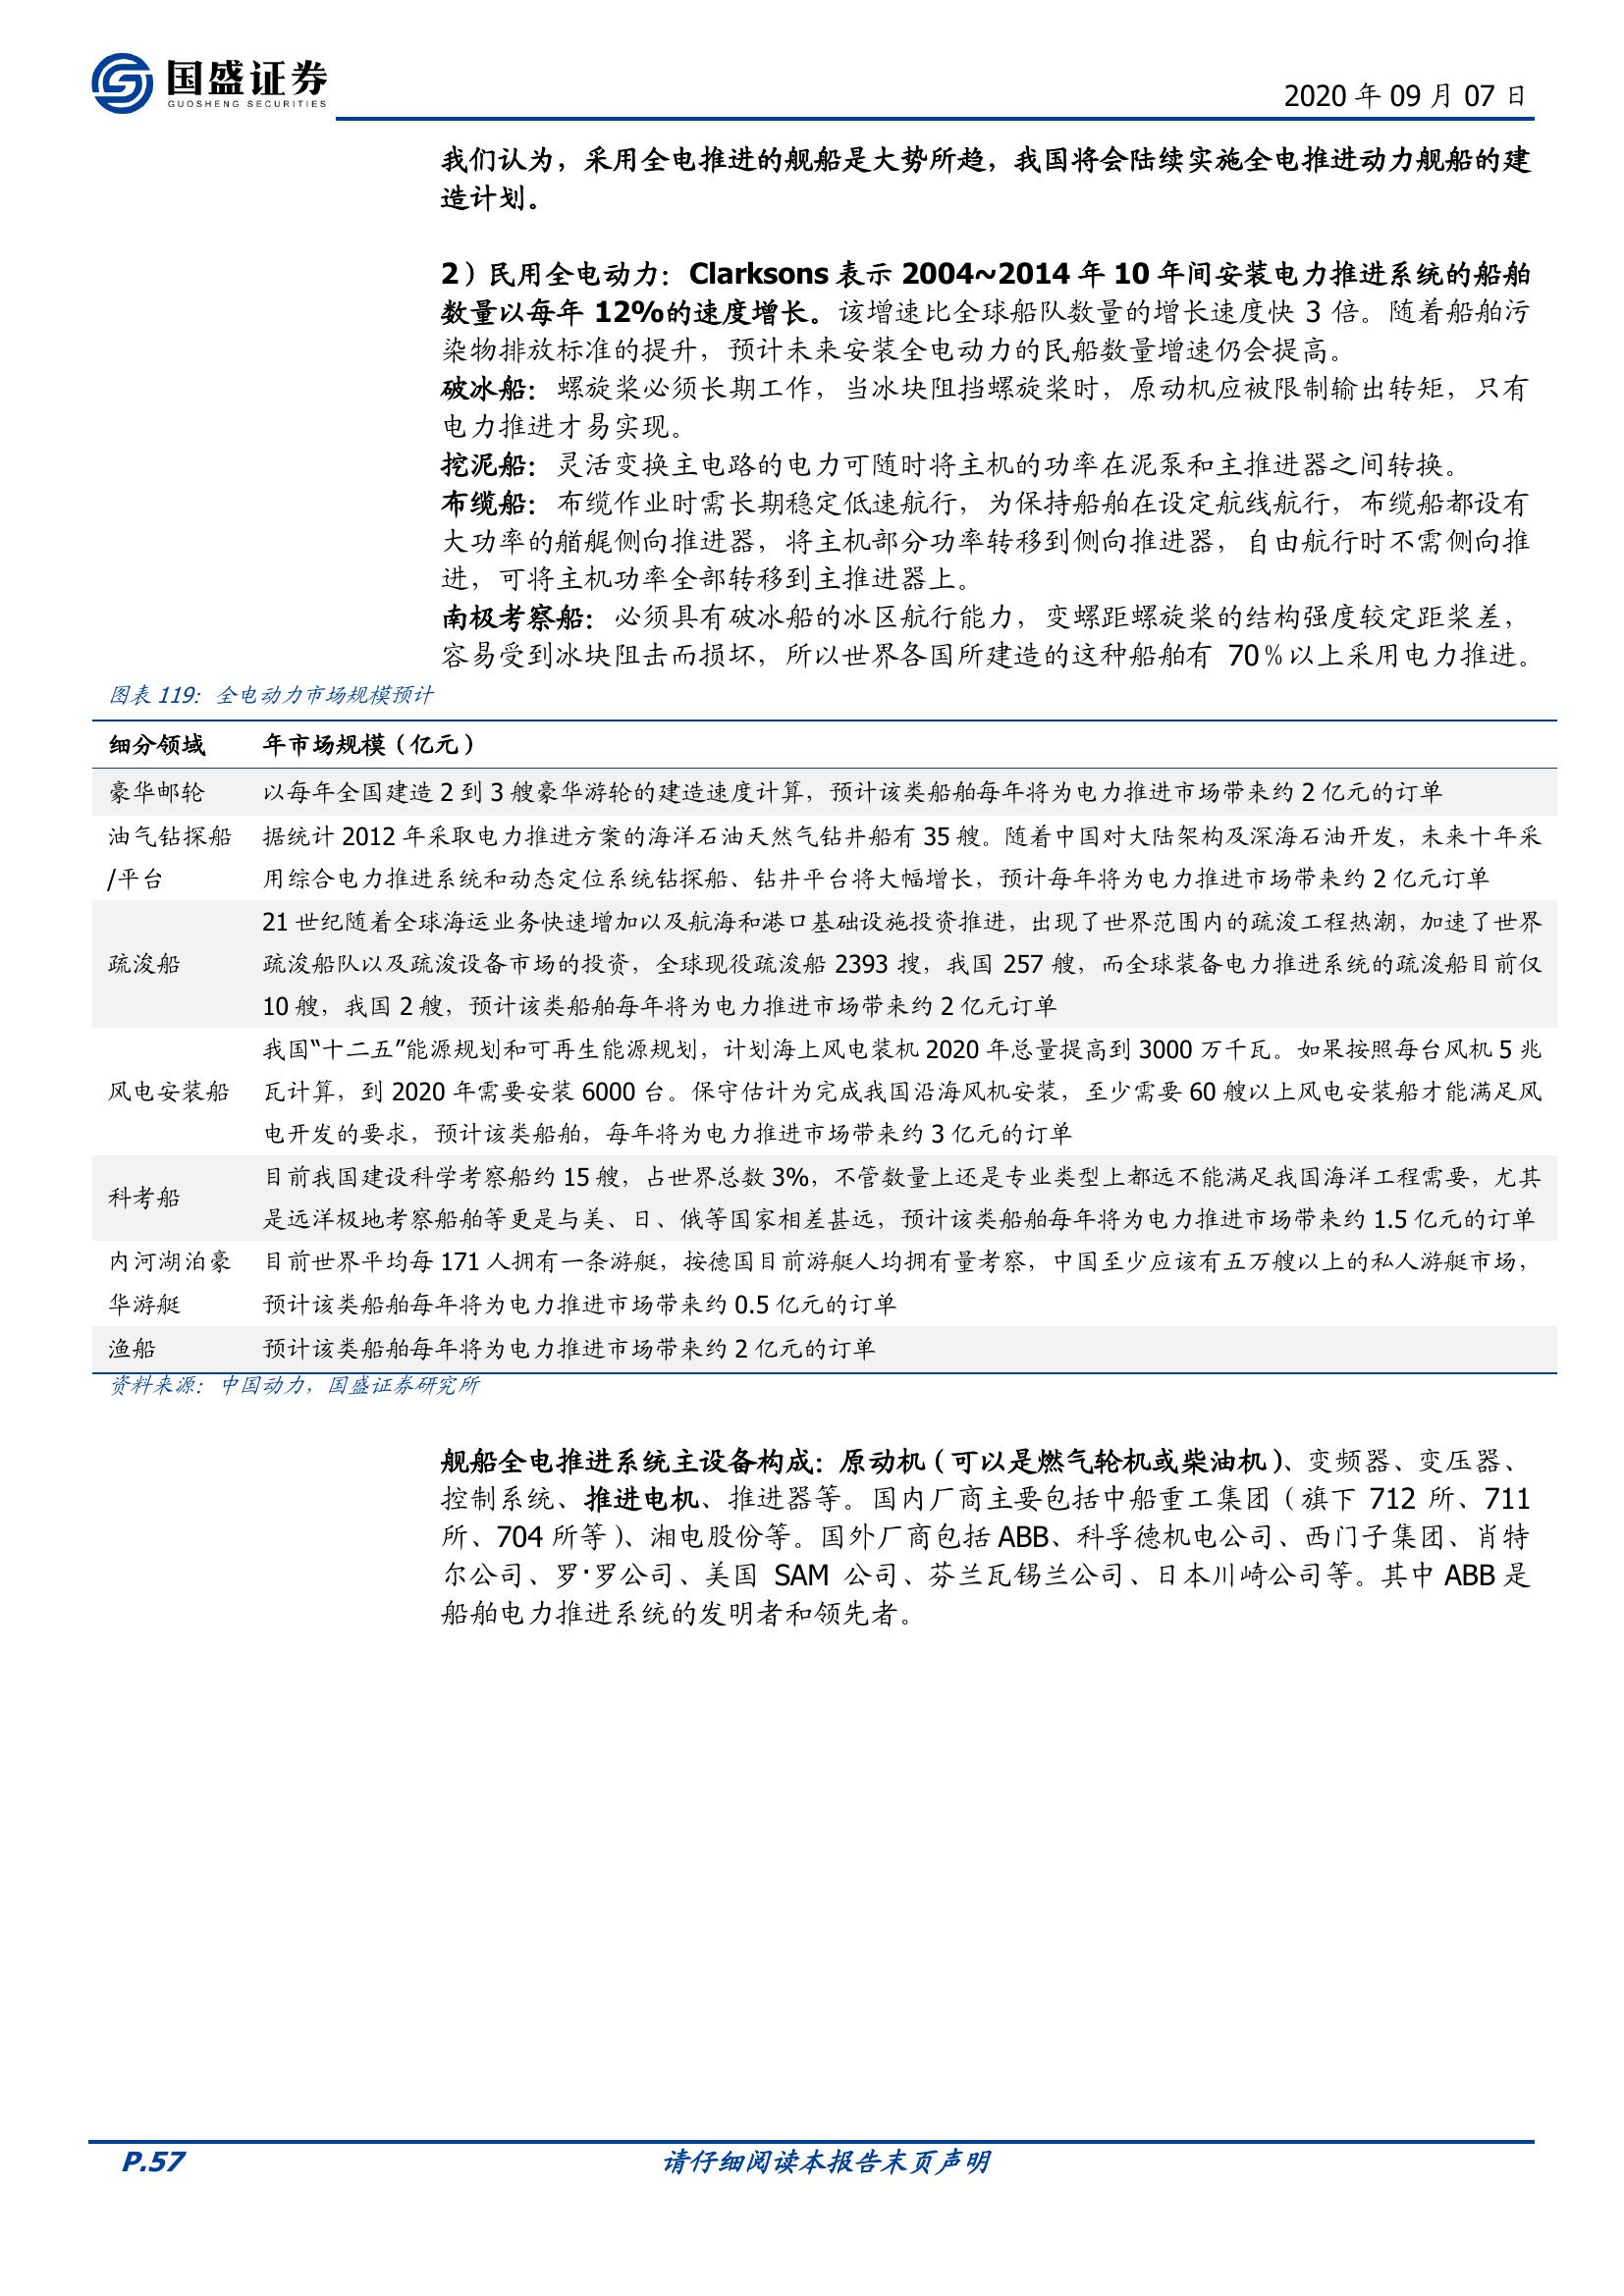 国盛证券
GUOSHENG SECURITIES
2020 年 09 月 07 日
我们认为，采用全电推进的舰船是大势所趋，我国将会陆续实施全电推进动力舰船的建
造计划。
2）民用全电动力：Clarksons 表示 2004~2014 年 10 年间安装电力推进系统的船舶
数量以每年 12%的速度增长。该增速比全球船队数量的增长速度快 3 倍。随着船舶污
染物排放标准的提升，预计未来安装全电动力的民船数量增速仍会提高。
破冰船：螺旋桨必须长期工作，当冰块阻挡螺旋桨时，原动机应被限制输出转矩，只有
电力推进才易实现。
挖泥船：灵活变换主电路的电力可随时将主机的功率在泥泵和主推进器之间转换。
布缆船：布缆作业时需长期稳定低速航行，为保持船舶在设定航线航行，布缆船都设有
大功率的艏艉侧向推进器，将主机部分功率转移到侧向推进器，自由航行时不需侧向推
进，可将主机功率全部转移到主推进器上。
南极考察船：必须具有破冰船的冰区航行能力，变螺距螺旋桨的结构强度较定距桨差，
容易受到冰块阻击而损坏，所以世界各国所建造的这种船舶有 70％以上采用电力推进。
图表 119：全电动力市场规模预计
细分领域 年市场规模（亿元）
豪华邮轮 以每年全国建造 2 到 3 艘豪华游轮的建造速度计算，预计该类船舶每年将为电力推进市场带来约 2 亿元的订单
油气钻探船 据统计 2012 年采取电力推进方案的海洋石油天然气钻井船有 35 艘。随着中国对大陆架构及深海石油开发，未来十年采
/平台 用综合电力推进系统和动态定位系统钻探船、钻井平台将大幅增长，预计每年将为电力推进市场带来约 2 亿元订单
21 世纪随着全球海运业务快速增加以及航海和港口基础设施投资推进，出现了世界范围内的疏浚工程热潮，加速了世界
疏浚船 疏浚船队以及疏浚设备市场的投资，全球现役疏浚船 2393 搜，我国 257 艘，而全球装备电力推进系统的疏浚船目前仅
10 艘，我国 2 艘，预计该类船舶每年将为电力推进市场带来约 2 亿元订单
我国“十二五”能源规划和可再生能源规划，计划海上风电装机 2020 年总量提高到 3000 万千瓦。如果按照每台风机 5 兆
风电安装船 瓦计算，到 2020 年需要安装 6000 台。保守估计为完成我国沿海风机安装，至少需要 60 艘以上风电安装船才能满足风
电开发的要求，预计该类船舶，每年将为电力推进市场带来约 3 亿元的订单
目前我国建设科学考察船约 15 艘，占世界总数 3%，不管数量上还是专业类型上都远不能满足我国海洋工程需要，尤其
科考船 是远洋极地考察船舶等更是与美、日、俄等国家相差甚远，预计该类船舶每年将为电力推进市场带来约 1.5 亿元的订单
内河湖泊豪 目前世界平均每 171 人拥有一条游艇，按德国目前游艇人均拥有量考察，中国至少应该有五万艘以上的私人游艇市场，
华游艇 预计该类船舶每年将为电力推进市场带来约 0.5 亿元的订单
渔船 预计该类船舶每年将为电力推进市场带来约 2 亿元的订单
资料来源：中国动力，国盛证券研究所
舰船全电推进系统主设备构成：原动机（可以是燃气轮机或柴油机）、变频器、变压器、
控制系统、推进电机、推进器等。国内厂商主要包括中船重工集团（旗下 712 所、711
所、704 所等）、湘电股份等。国外厂商包括 ABB、科孚德机电公司、西门子集团、肖特
尔公司、罗·罗公司、美国 SAM 公司、芬兰瓦锡兰公司、日本川崎公司等。其中 ABB 是
船舶电力推进系统的发明者和领先者。
P.57 请仔细阅读本报告末页声明